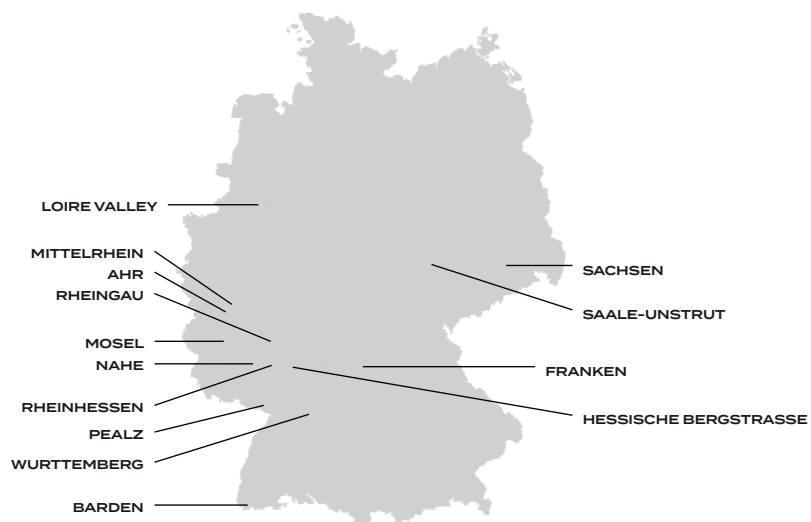 LOIRE VALLEY
MITTELRHEIN
AHR
RHEINGAU
MOSEL
NAHE
RHEINHESSEN
PEALZ
WURTTEMBERG
BARDEN
SACHSEN
SAALE-UNSTRUT
FRANKEN
HESSISCHE BERGSTRASSE